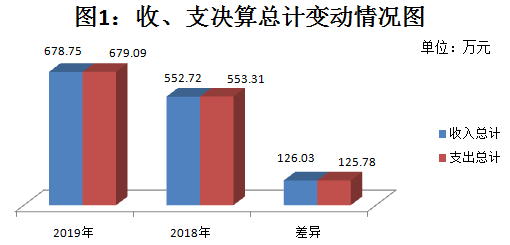 图1：收、支决算总计变动情况图
单位：万元
678.75 679.09
552.72 553.31
126.03 125.78
收入总计
支出总计
2019年 2018年 差异